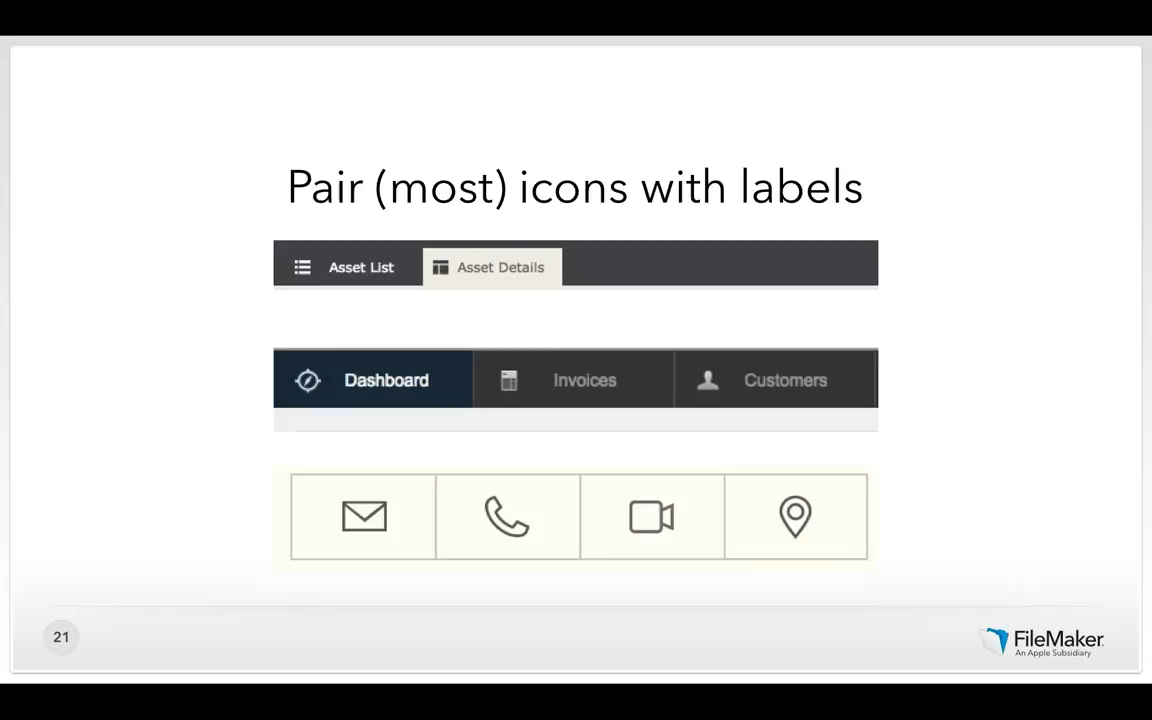 Pair (most) icons with labels
Asset List Asset Details
Dashboard Invoices Customers
21
FileMaker
An Apple Subsidiary